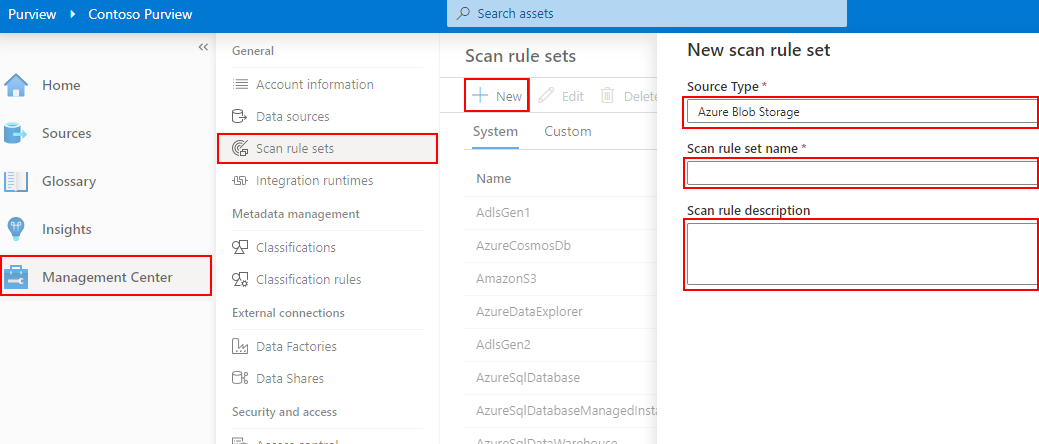 Purview Contoso Purview Search assets
Home
Sources
Glossary
Insights
Management Center
General
Account information
Data sources
Scan rule sets
Integration runtimes
Metadata management
Classifications
Classification rules
External connections
Data Factories
Data Shares
Security and access
Access control
Scan rule sets
New Edit Delete
System Custom
Name
AdlsGen1
AzureCosmosDb
AmazonS3
AzureDataExplorer
AdlsGen2
AzureSqlDatabase
AzureSqlDatabaseManagedInsta
AzureSqlDataWarehouse
New scan rule set
Source Type *
Azure Blob Storage
Scan rule set name *
Scan rule description